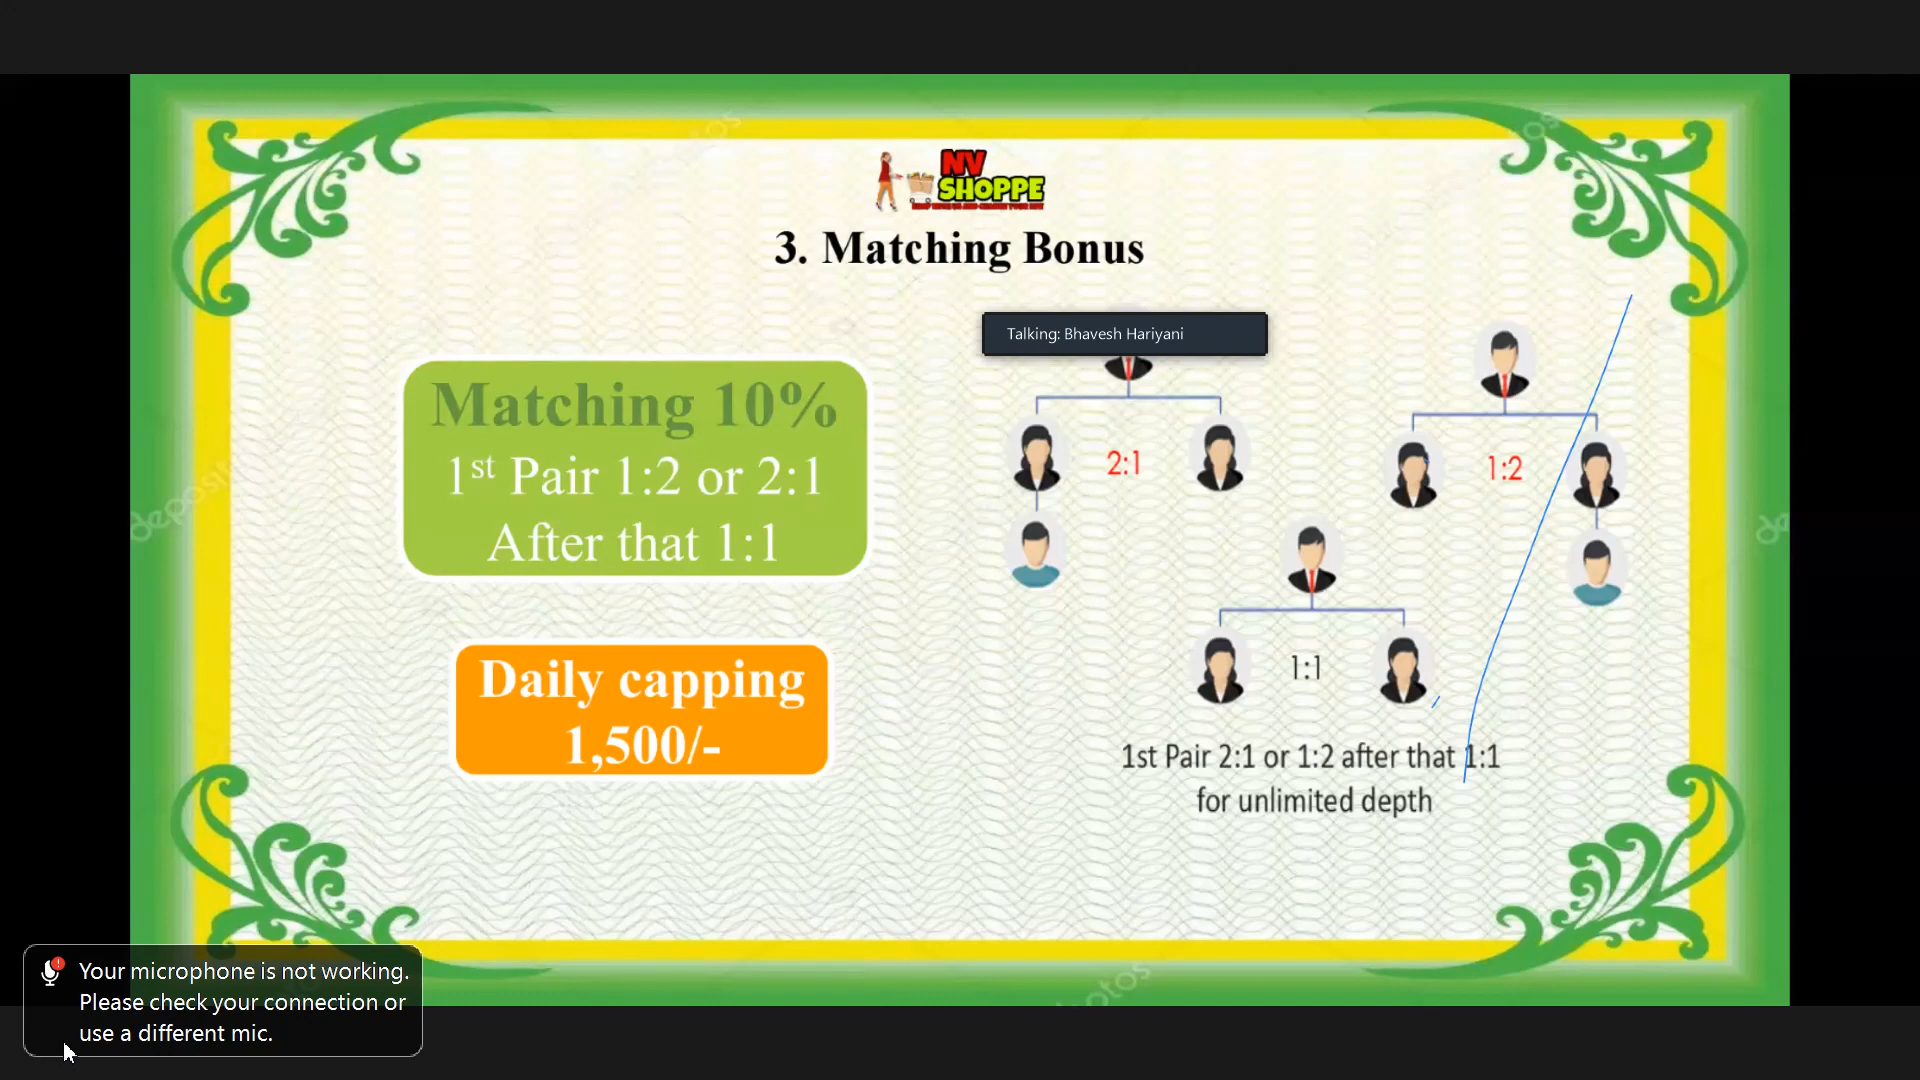 NV
SHOPPE
3. Matching Bonus
Talking: Bhavesh Hariyani
Matching 10%
1st Pair 1:2 or 2:1
After that 1:1
Daily capping
1,500/-
2:1
1:2
1:1
1st Pair 2:1 or 1:2 after that 1:1
for unlimited depth
Your microphone is not working.
Please check your connection or
use a different mic.